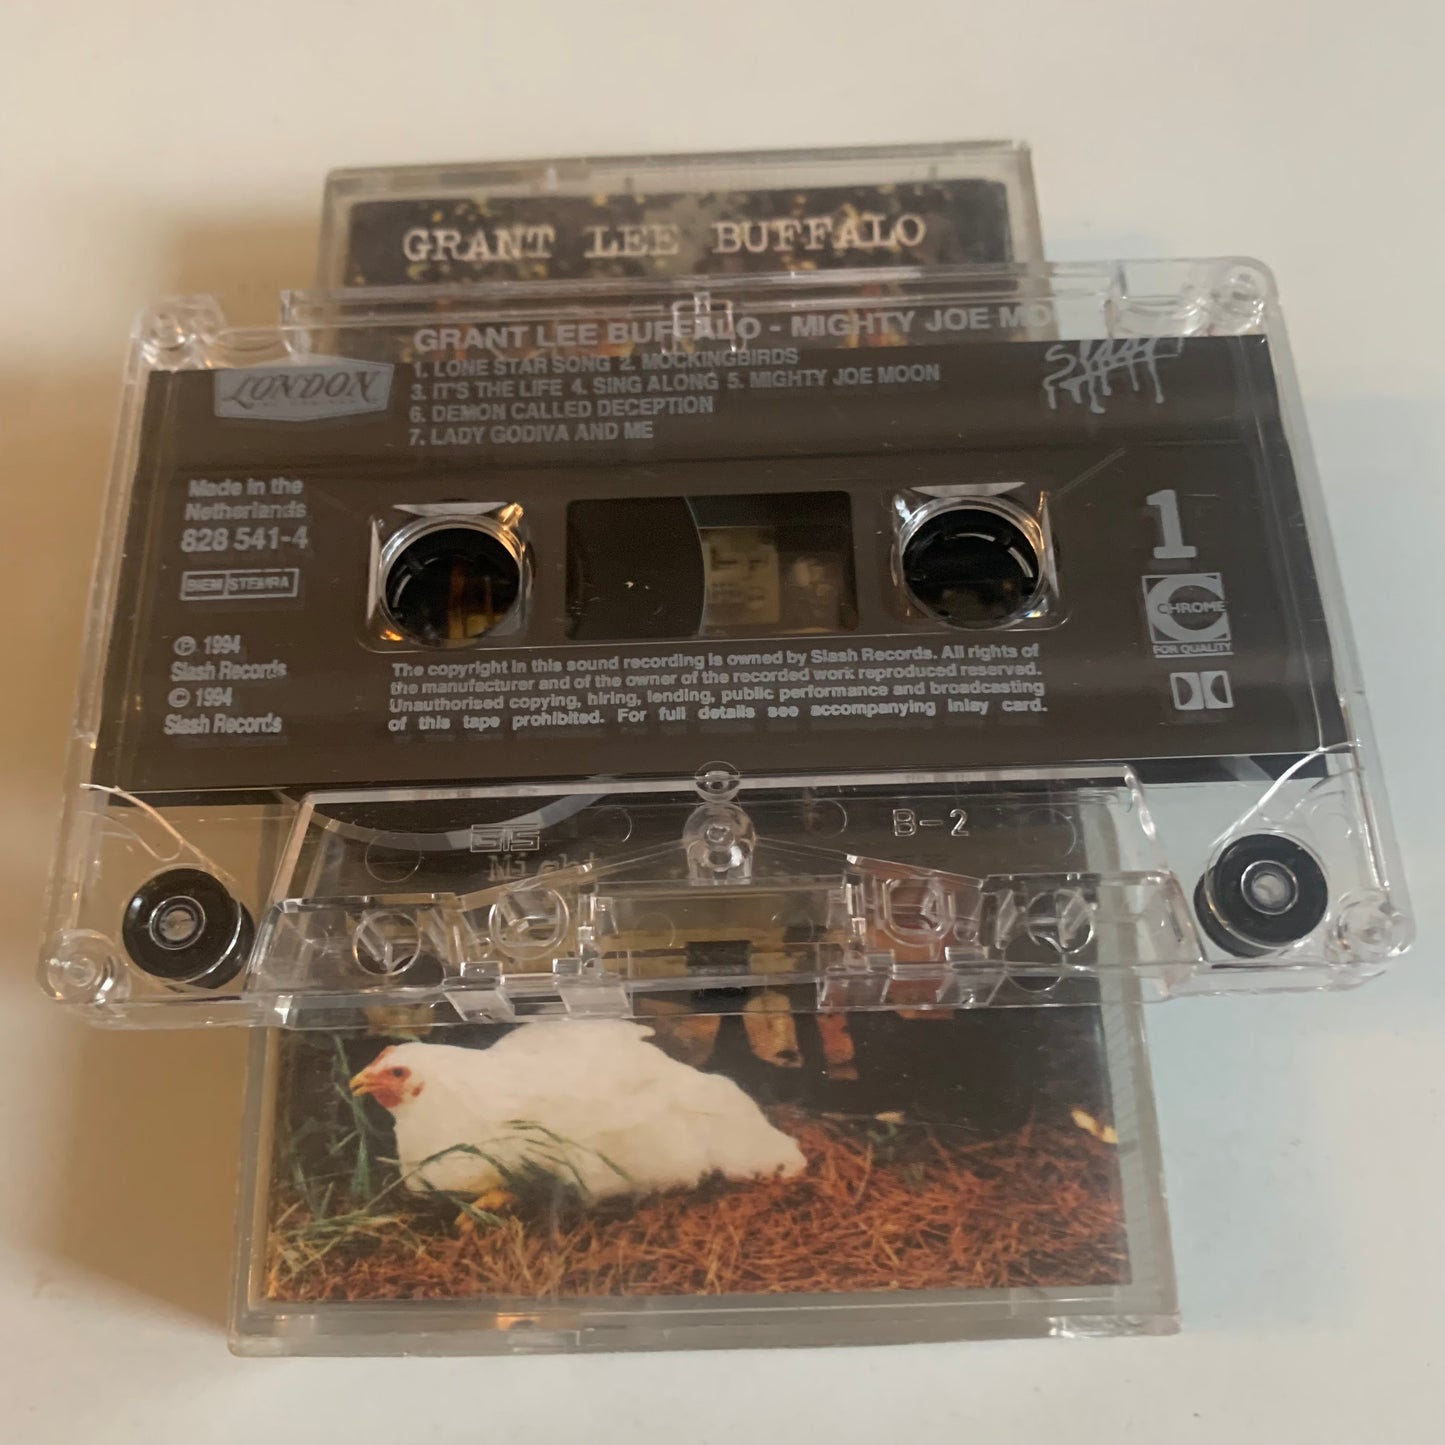 GRANT LEE BUFFALO
GRANT LEE BUFFALO - MIGHTY JOE MO
LONDON
1. LONE STAR SONG 2. MOCKINGBIRDS
3. IT'S THE LIFE 4. SING ALONG 5. MIGHTY JOE MOON
6. DEMON CALLED DECEPTION
7. LADY GODIVA AND ME
Slash
Made in the
Netherlands
828 541-4
BIEM STEMRA
1
CHROME
FOR QUALITY
Ⓟ 1994
Slash Records
© 1994
Slash Records
The copyright in this sound recording is owned by Slash Records. All rights of
the manufacturer and of the owner of the recorded work reproduced reserved.
Unauthorised copying, hiring, lending, public performance and broadcasting
of this tape prohibited. For full details see accompanying inlay card.
B-2